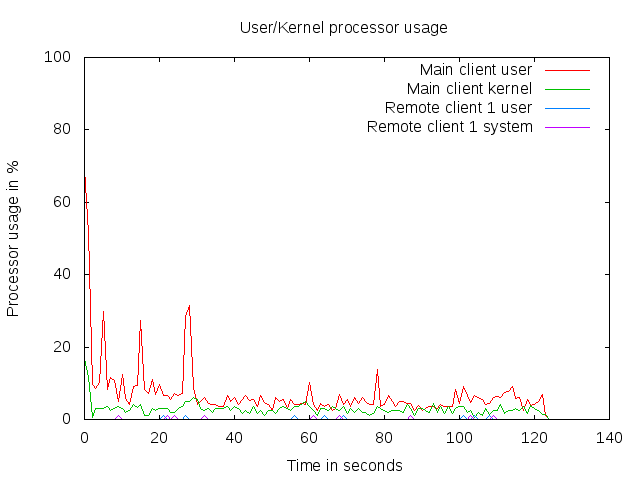 User/Kernel processor usage
100
80
60
40
20
0
Processor usage in %
Main client user
Main client kernel
Remote client 1 user
Remote client 1 system
0 20 40 60 80 100 120 140
Time in seconds